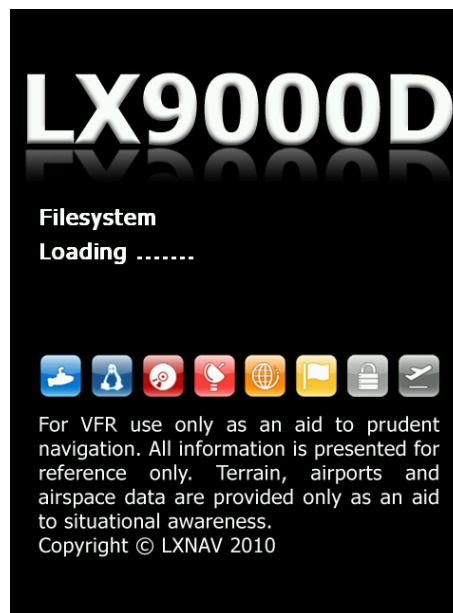 LX9000D
Filesystem
Loading .......
For VFR use only as an aid to prudent
navigation. All information is presented for
reference only. Terrain, airports and
airspace data are provided only as an aid
to situational awareness.
Copyright © LXNAV 2010